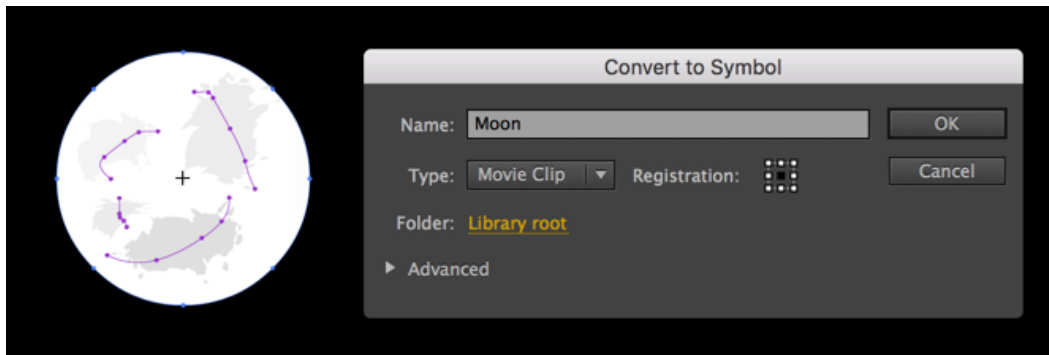 Convert to Symbol
Name: Moon OK
Type: Movie Clip Registration: Cancel
Folder: Library root
Advanced